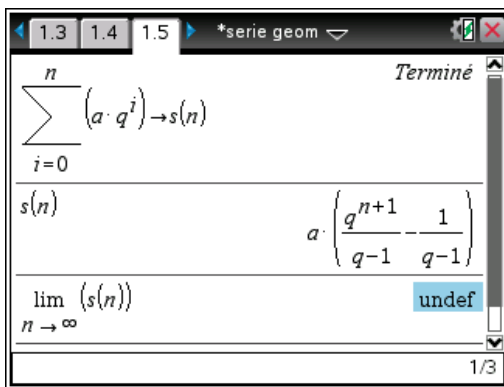 1.3 1.4 1.5 *serie geom
n
∑ (a·q^i)→s(n) Terminé
i=0
s(n) a·(q^(n+1)/(q-1) - 1/(q-1))
lim (s(n)) undef
n→∞
1/3